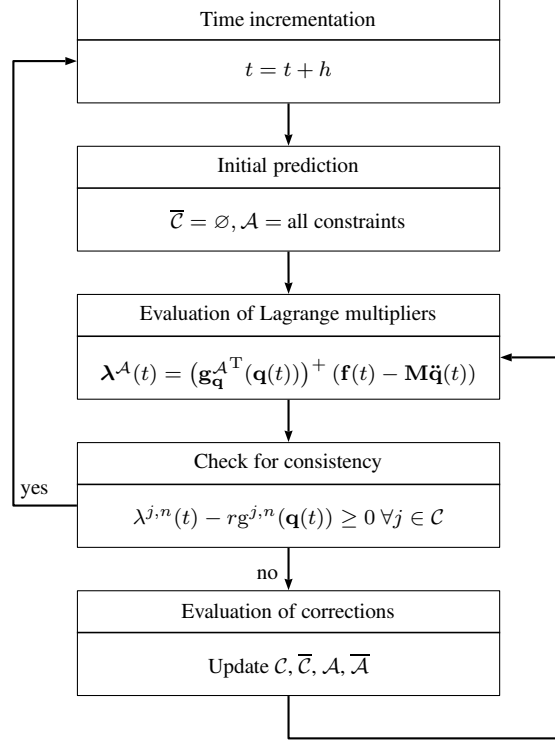 Time incrementation
t = t + h
Initial prediction
𝒞̅ = ∅, 𝒜 = all constraints
Evaluation of Lagrange multipliers
𝛌^𝒜(t) = (𝐠_𝐪^𝒜^T(𝐪(t)))^+ (𝐟(t) − 𝐌𝐪̈(t))
Check for consistency
yes
λ^{j,n}(t) − rg^{j,n}(𝐪(t)) ≥ 0 ∀j ∈ 𝒞
no
Evaluation of corrections
Update 𝒞, 𝒞̅, 𝒜, 𝒜̅